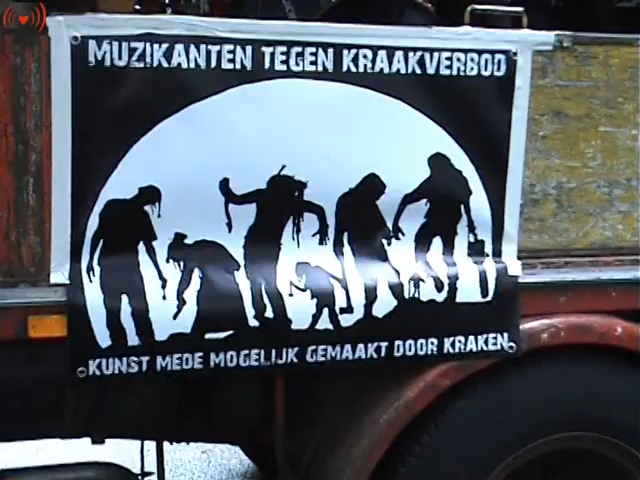 MUZIKANTEN TEGEN KRAAKVERBOD
KUNST MEDE MOGELIJK GEMAAKT DOOR KRAKEN